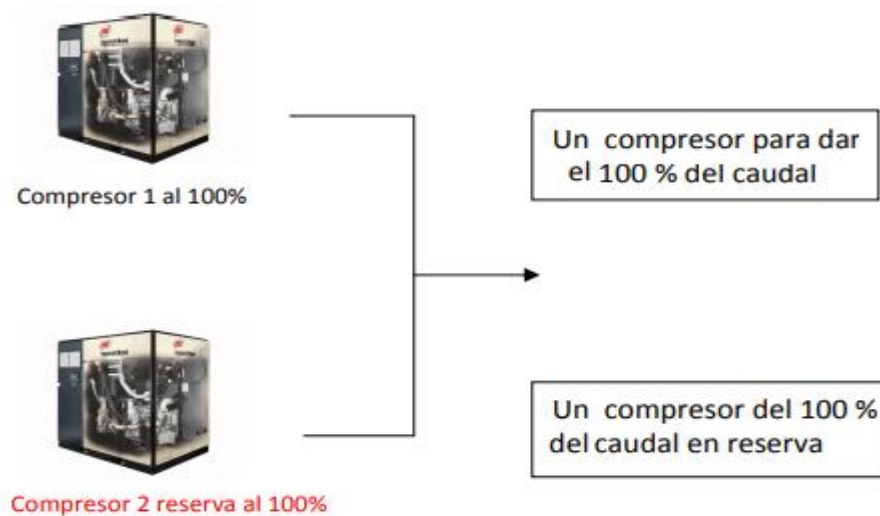 Un compresor para dar
el 100 % del caudal
Compresor 1 al 100%
Un compresor del 100 %
del caudal en reserva
Compresor 2 reserva al 100%